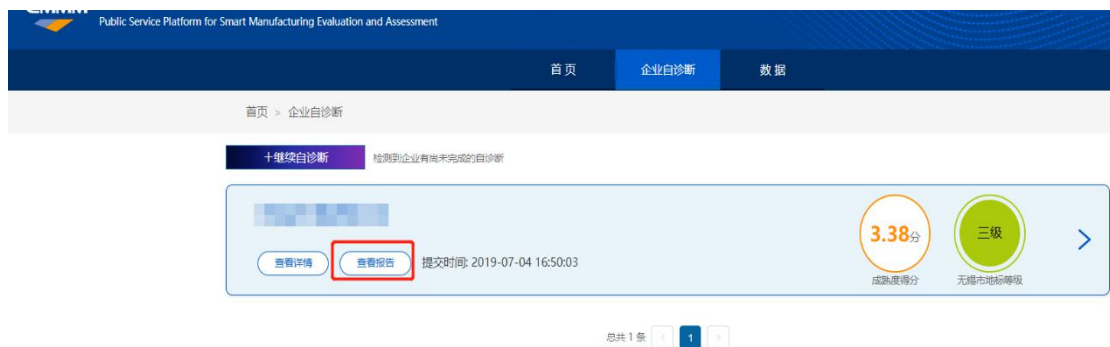 Public Service Platform for Smart Manufacturing Evaluation and Assessment
首页 企业自诊断 数据
首页 > 企业自诊断
十继续自诊断 检测到企业有尚未完成的自诊断
3.38分 三级
查看详情 查看报告 提交时间: 2019-07-04 16:50:03
成熟度得分 无锡市地标等级
总共 1 条 < 1 >